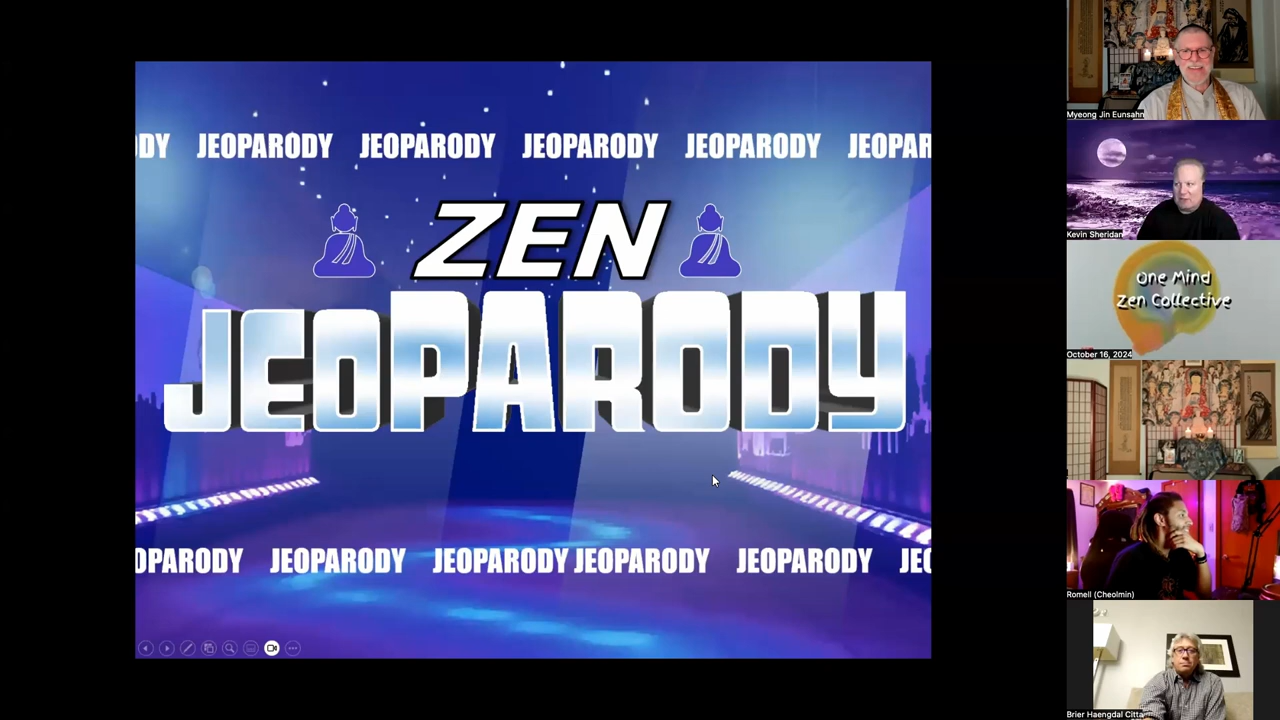 DY JEOPARODY JEOPARODY JEOPARODY JEOPARODY JEOPAR
ZEN
JEOPARODY
OPARODY JEOPARODY JEOPARODY JEOPARODY JEOPARODY JEO
Myeong Jin Eunsahn
Kevin Sheridan
One Mind
Zen Collective
October 16, 2024
Romell (Cheolmin)
Brier Haengdal Citta